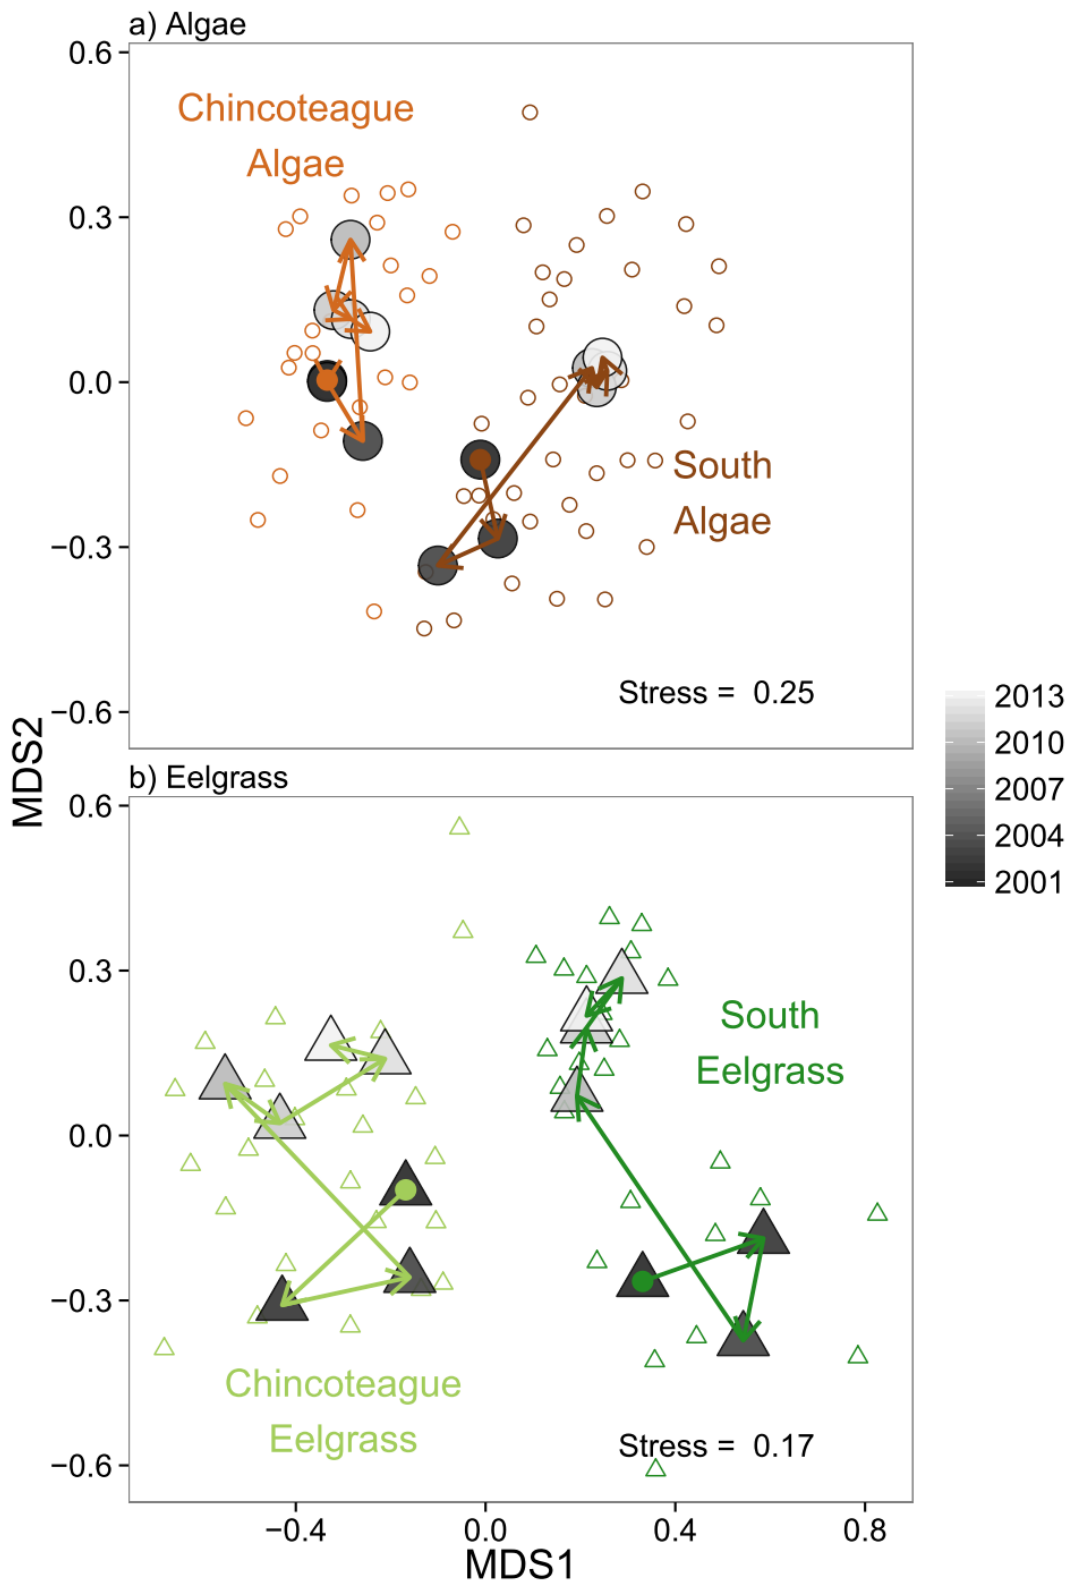 a) Algae
0.6
0.3
0.0
−0.3
−0.6
Chincoteague
Algae
South
Algae
Stress = 0.25
MDS2
2013
2010
2007
2004
2001
b) Eelgrass
0.6
0.3
0.0
−0.3
−0.6
South
Eelgrass
Chincoteague
Eelgrass
Stress = 0.17
−0.4
0.0
0.4
0.8
MDS1